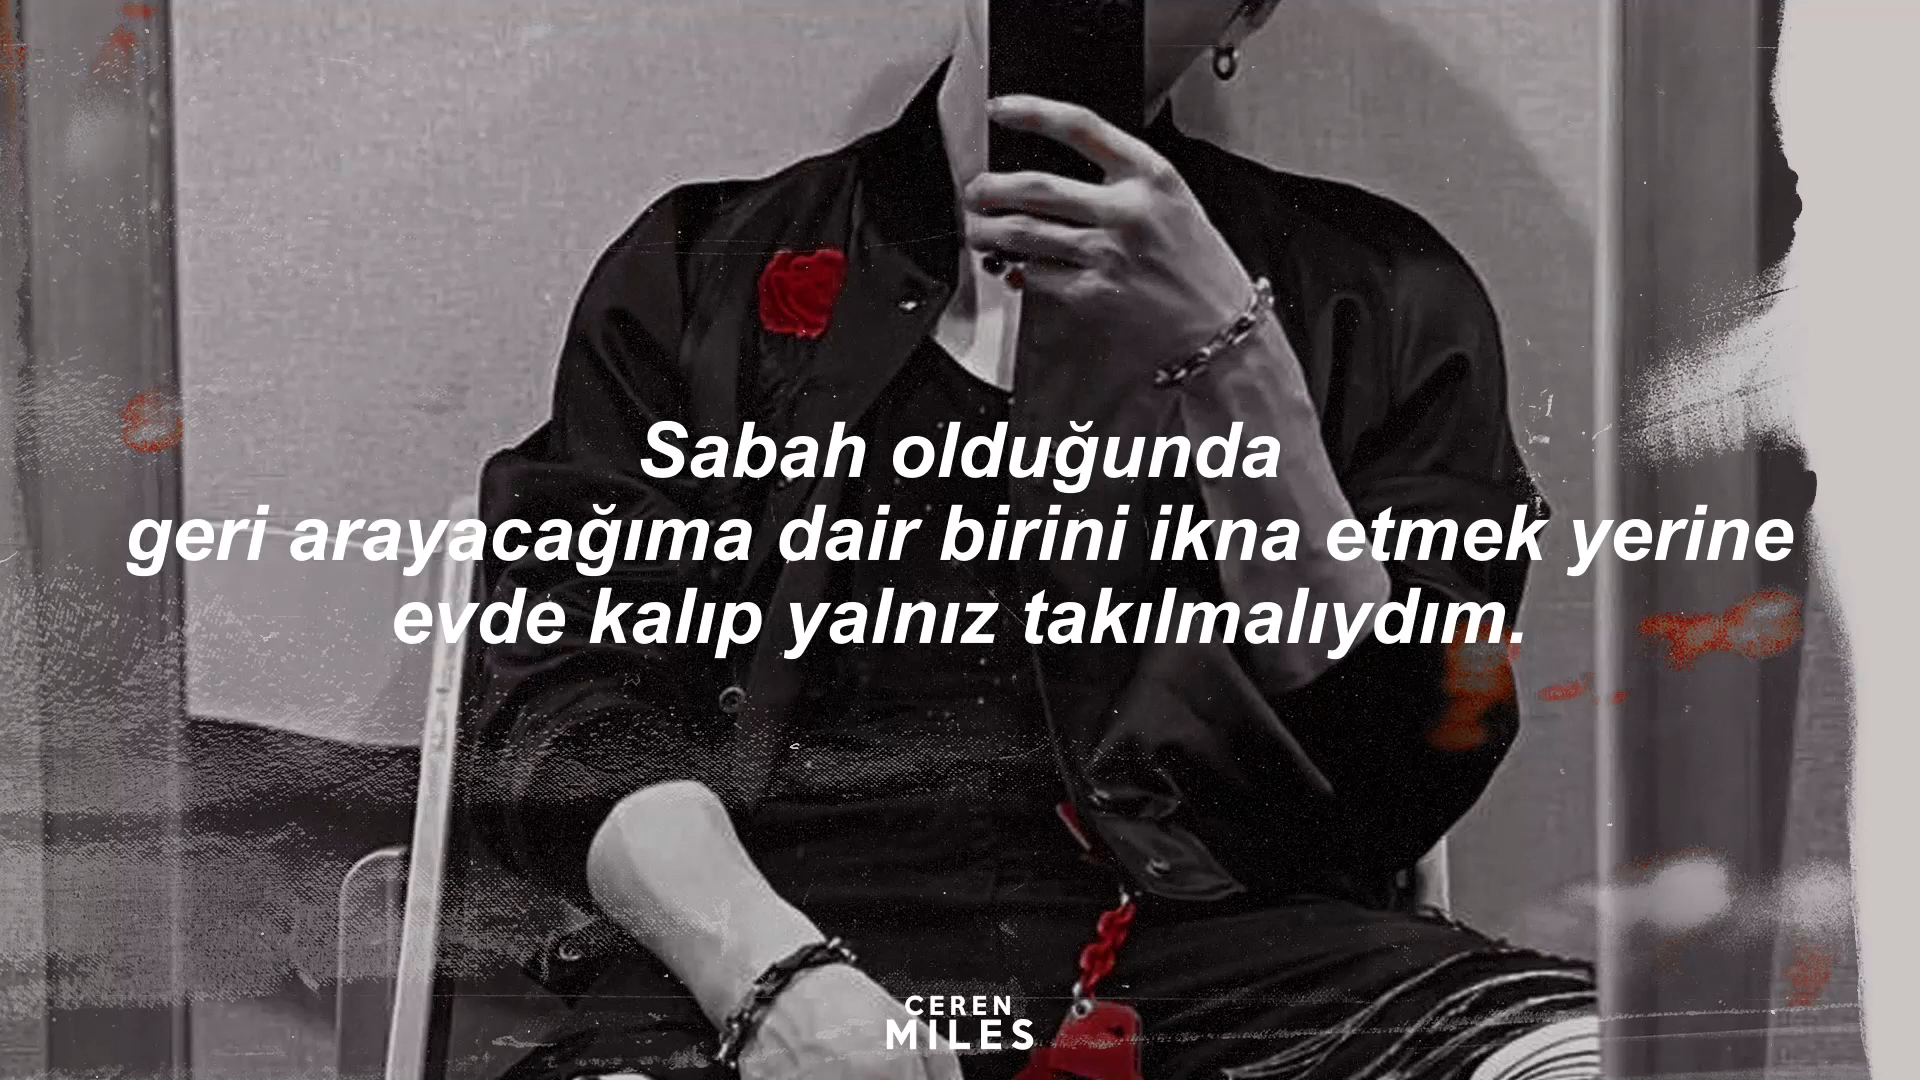 Sabah olduğunda
geri arayacağıma dair birini ikna etmek yerine
evde kalıp yalnız takılmalıydım.
CEREN
MILES